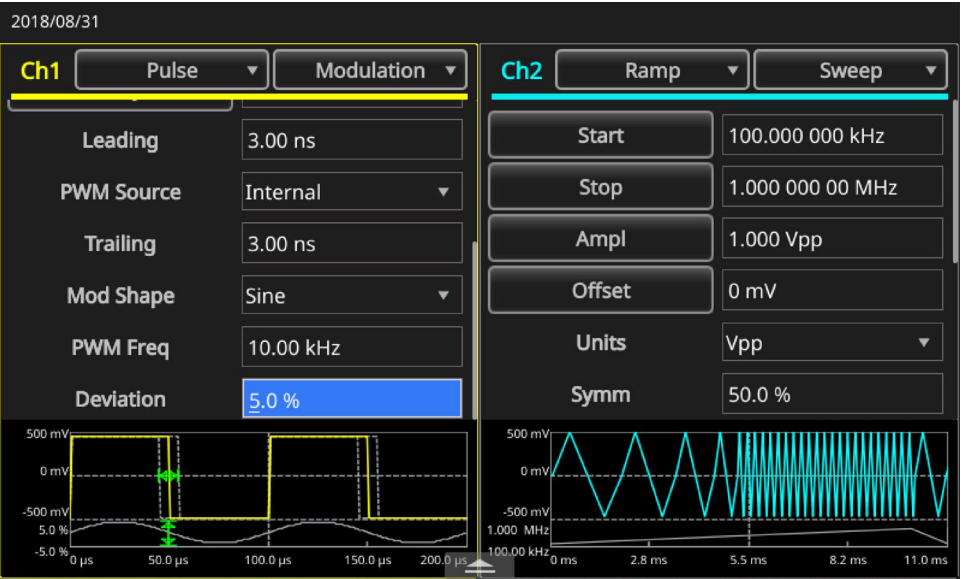 2018/08/31
Ch1 Pulse Modulation
Leading 3.00 ns
PWM Source Internal
Trailing 3.00 ns
Mod Shape Sine
PWM Freq 10.00 kHz
Deviation 5.0 %
500 mV
0 mV
-500 mV
5.0 %
-5.0 %
0 µs 50.0 µs 100.0 µs 150.0 µs 200.0 µs
Ch2 Ramp Sweep
Start 100.000 000 kHz
Stop 1.000 000 00 MHz
Ampl 1.000 Vpp
Offset 0 mV
Units Vpp
Symm 50.0 %
500 mV
0 mV
-500 mV
1.000 MHz
100.00 kHz
0 ms 2.8 ms 5.5 ms 8.2 ms 11.0 ms